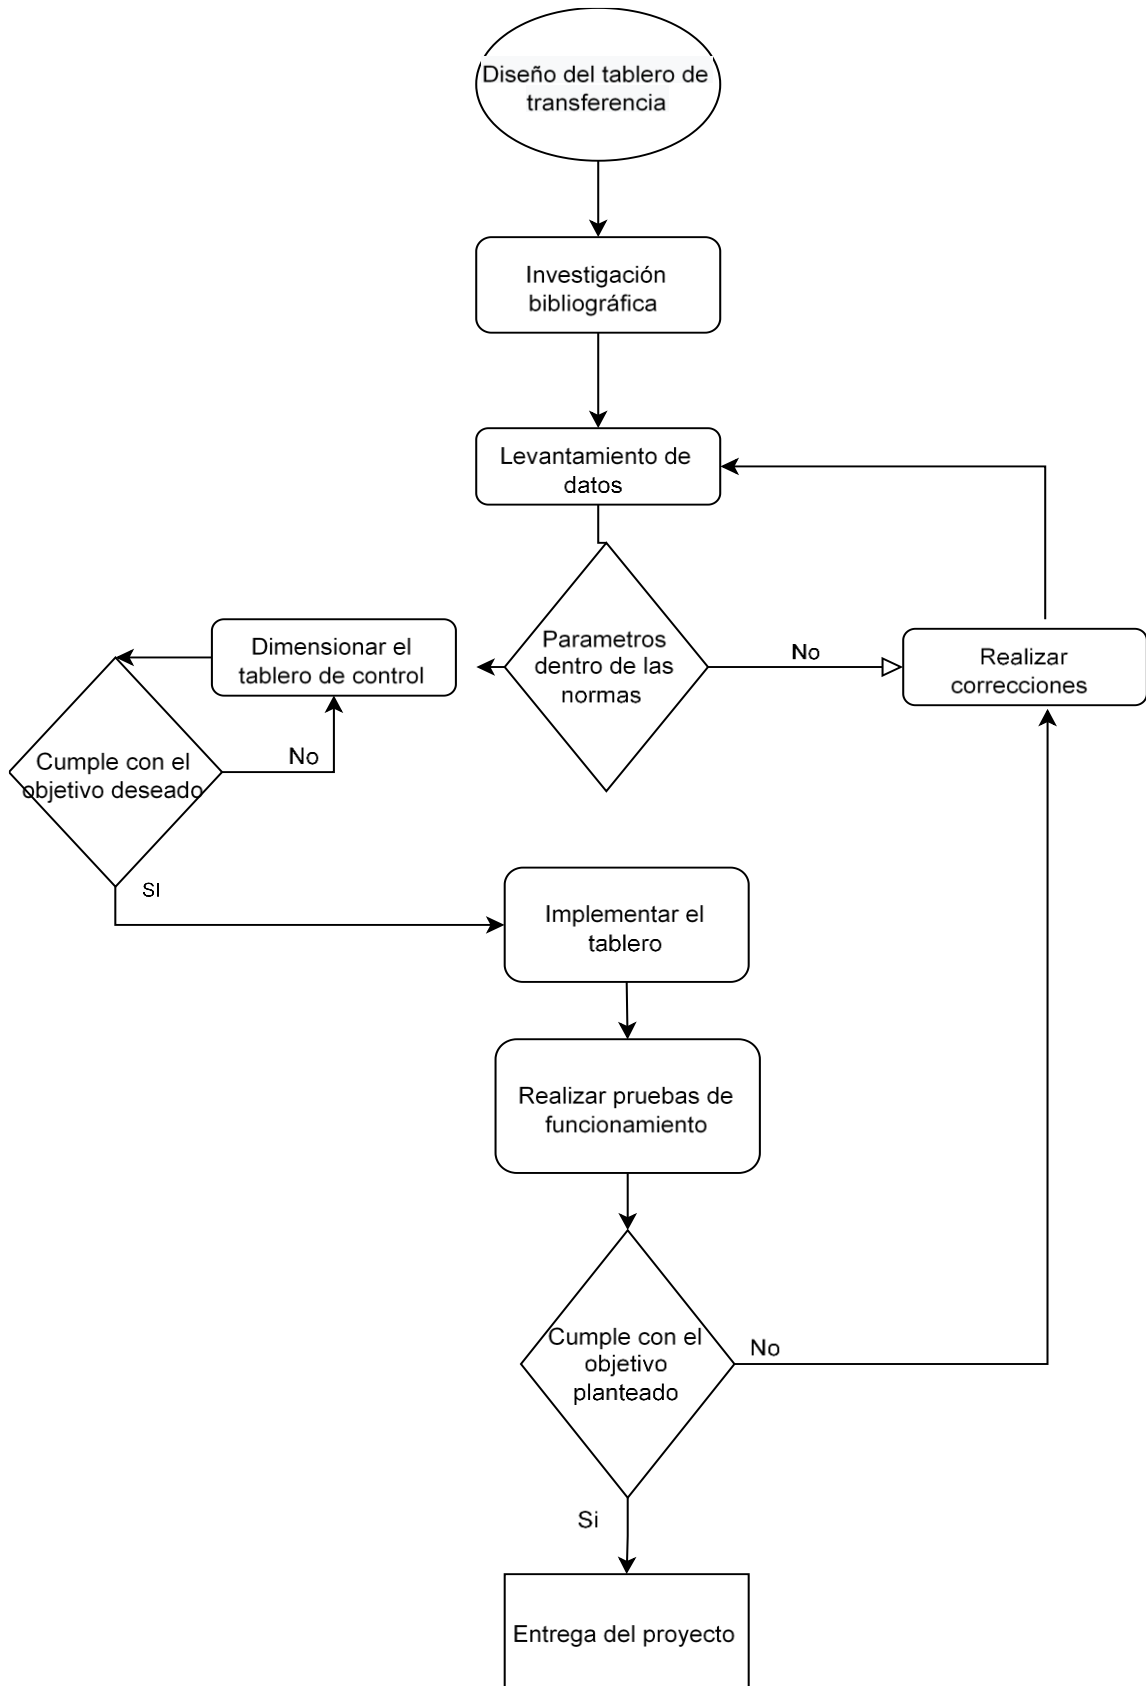 Diseño del tablero de
transferencia
Investigación
bibliográfica
Levantamiento de
datos
Parametros
dentro de las
normas
No
Realizar
correcciones
Dimensionar el
tablero de control
Cumple con el
objetivo deseado
No
SI
Implementar el
tablero
Realizar pruebas de
funcionamiento
Cumple con el
objetivo
planteado
No
Si
Entrega del proyecto